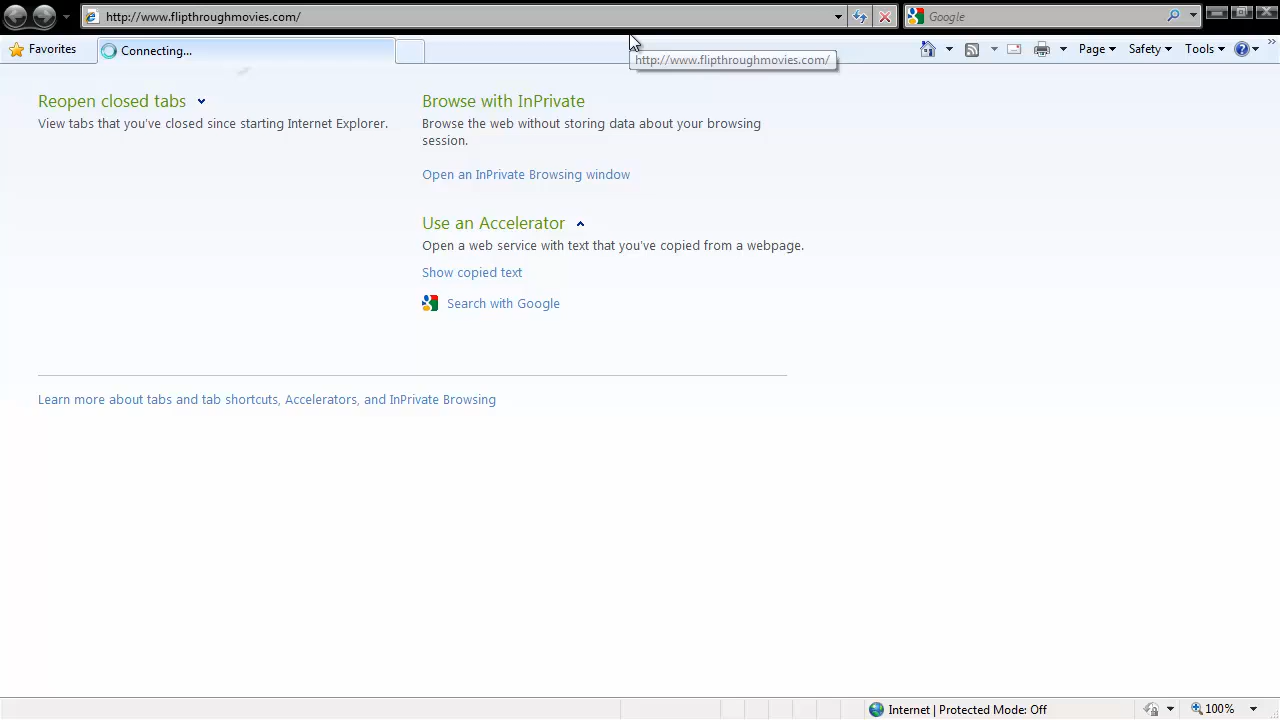 http://www.flipthroughmovies.com/
Google
Favorites
Connecting...
http://www.flipthroughmovies.com/
Page
Safety
Tools
Reopen closed tabs
View tabs that you've closed since starting Internet Explorer.
Browse with InPrivate
Browse the web without storing data about your browsing
session.
Open an InPrivate Browsing window
Use an Accelerator
Open a web service with text that you've copied from a webpage.
Show copied text
Search with Google
Learn more about tabs and tab shortcuts, Accelerators, and InPrivate Browsing
Internet | Protected Mode: Off
100%